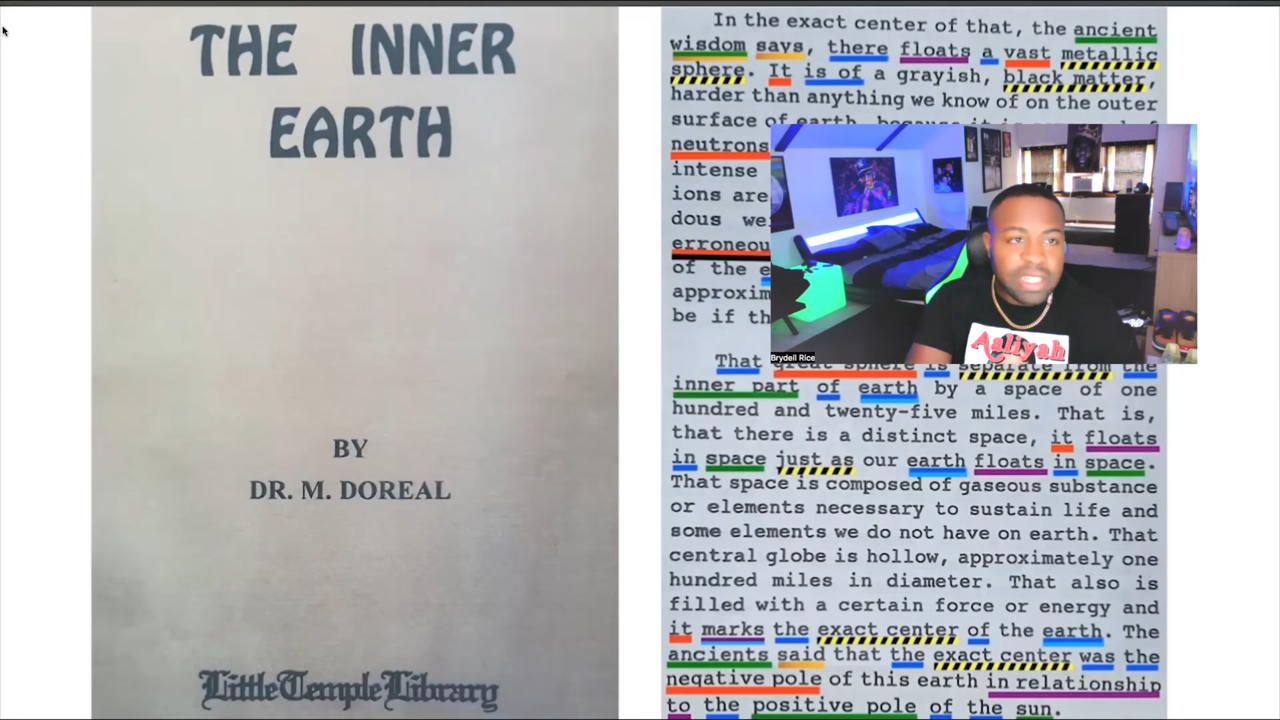 THE INNER
EARTH
BY
DR. M. DOREAL
Little Temple Library
In the exact center of that, the ancient
wisdom says, there floats a vast metallic
sphere. It is of a grayish, black matter,
harder than anything we know of on the outer
surface of earth, because it is
neutrons
intense
ions are
dous
erroneou
of the e
approxim
be if th
Brydell Rice
Aaliyah
That great sphere is separate from the
inner part of earth by a space of one
hundred and twenty-five miles. That is,
that there is a distinct space, it floats
in space just as our earth floats in space.
That space is composed of gaseous substance
or elements necessary to sustain life and
some elements we do not have on earth. That
central globe is hollow, approximately one
hundred miles in diameter. That also is
filled with a certain force or energy and
it marks the exact center of the earth. The
ancients said that the exact center was the
negative pole of this earth in relationship
to the positive pole of the sun.